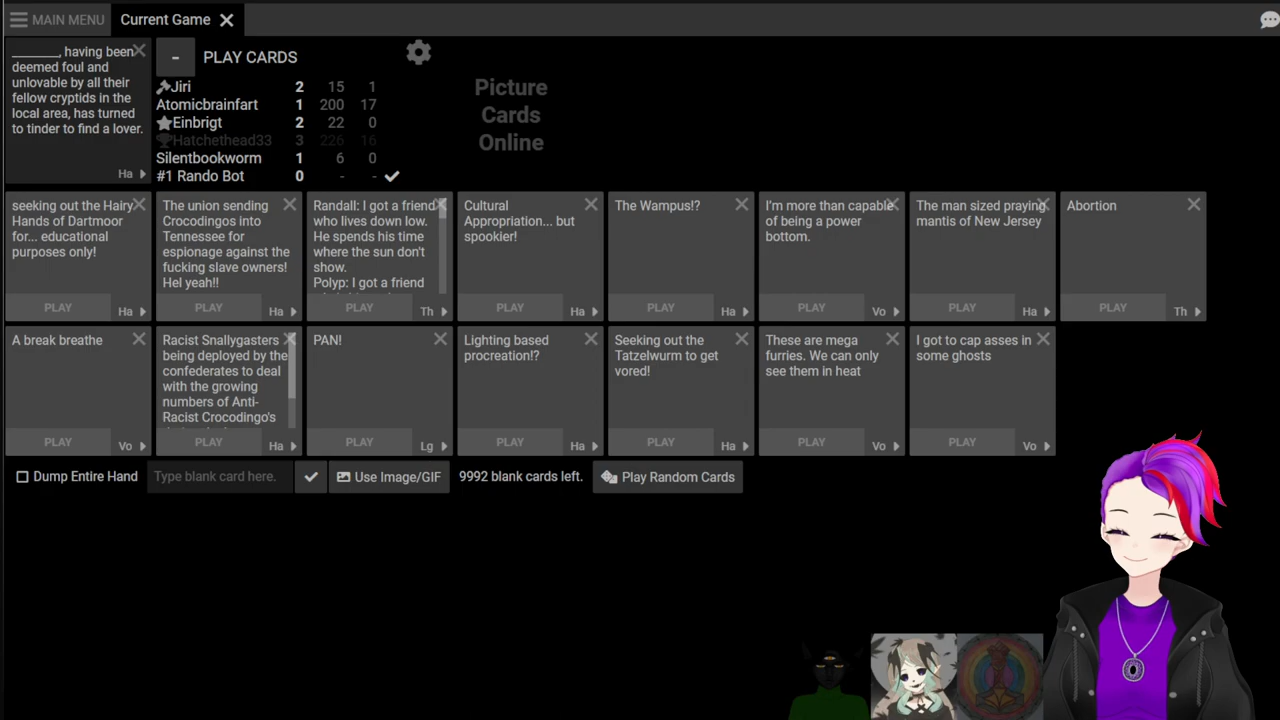 MAIN MENU
Current Game
_______, having been
deemed foul and
unlovable by all their
fellow cryptids in the
local area, has turned
to tinder to find a lover.
Ha
-
PLAY CARDS
Jiri 2 15 1
Atomicbrainfart 1 200 17
Einbrigt 2 22 0
Hatchethead33 3 226 16
Silentbookworm 1 6 0
#1 Rando Bot 0 - -
Picture
Cards
Online
seeking out the Hairy
Hands of Dartmoor
for... educational
purposes only!
PLAY
Ha
The union sending
Crocodingos into
Tennessee for
espionage against the
fucking slave owners!
Hel yeah!!
PLAY
Ha
Randall: I got a friend
who lives down low.
He spends his time
where the sun don't
show.
Polyp: I got a friend
PLAY
Th
Cultural
Appropriation... but
spookier!
PLAY
Ha
The Wampus!?
PLAY
Ha
I'm more than capable
of being a power
bottom.
PLAY
Vo
The man sized praying
mantis of New Jersey
PLAY
Ha
Abortion
PLAY
Th
A break breathe
PLAY
Vo
Racist Snallygasters
being deployed by the
confederates to deal
with the growing
numbers of Anti-
Racist Crocodingo's
PLAY
Ha
PAN!
PLAY
Lg
Lighting based
procreation!?
PLAY
Ha
Seeking out the
Tatzelwurm to get
vored!
PLAY
Ha
These are mega
furries. We can only
see them in heat
PLAY
Vo
I got to cap asses in
some ghosts
PLAY
Vo
Dump Entire Hand
Type blank card here.
Use Image/GIF
9992 blank cards left.
Play Random Cards